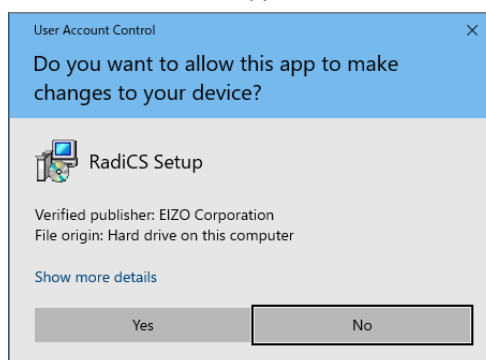 User Account Control
Do you want to allow this app to make
changes to your device?
RadiCS Setup
Verified publisher: EIZO Corporation
File origin: Hard drive on this computer
Show more details
Yes
No